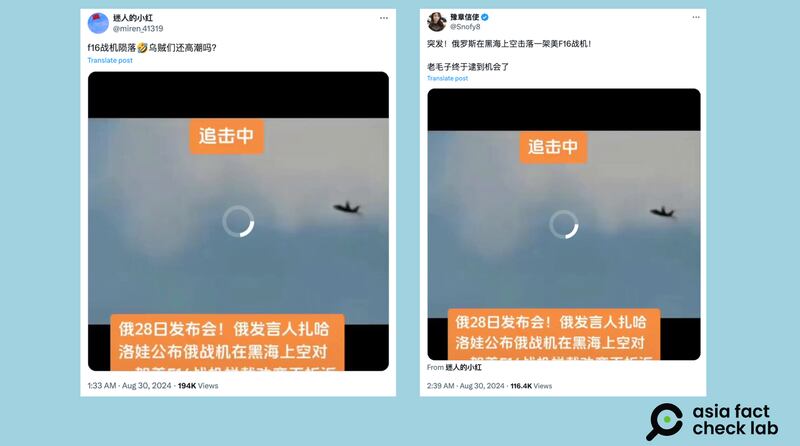 迷人的小红
@miren_41319
f16战机陨落🤣乌贼们还高潮吗?
Translate post
追击中
俄28日发布会！俄发言人扎哈
洛娃公布俄战机在黑海上空对
1:33 AM · Aug 30, 2024 · 194K Views
豫章信使
@Snofy8
突发！俄罗斯在黑海上空击落一架美F16战机！
老毛子终于逮到机会了
Translate post
追击中
俄28日发布会！俄发言人扎哈
洛娃公布俄战机在黑海上空对
From 迷人的小红
2:39 AM · Aug 30, 2024 · 116.4K Views
asia fact
check lab